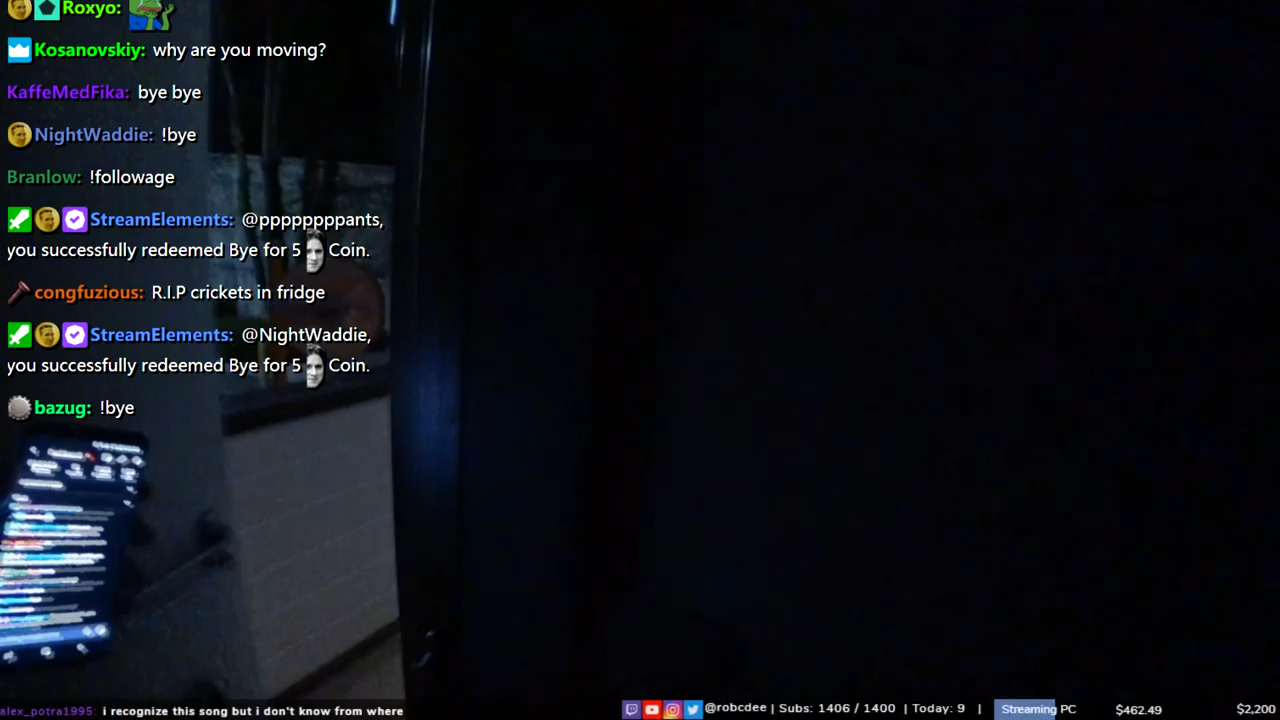 Roxyo:
Kosanovskiy: why are you moving?
KaffeMedFika: bye bye
NightWaddie: !bye
Branlow: !followage
StreamElements: @ppppppppants,
you successfully redeemed Bye for 5 Coin.
congfuzious: R.I.P crickets in fridge
StreamElements: @NightWaddie,
you successfully redeemed Bye for 5 Coin.
bazug: !bye
alex_potra1995: i recognize this song but i don't know from where
@robcdee | Subs: 1406 / 1400 | Today: 9 | Streaming PC $462.49 $2,200